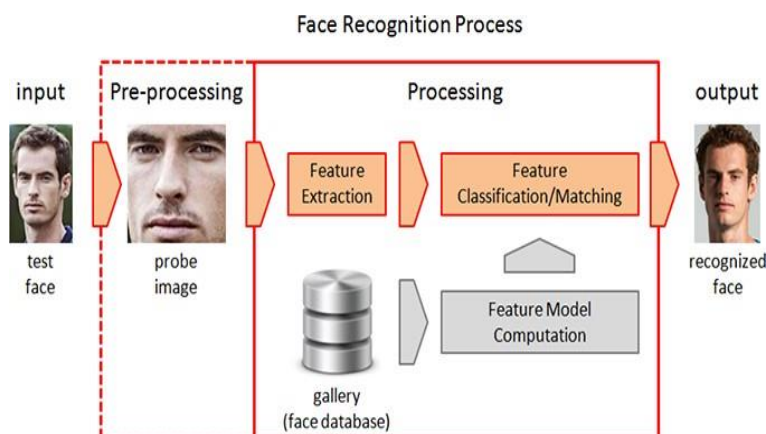 Face Recognition Process
input
Pre-processing
Processing
output
Feature
Extraction
Feature
Classification/Matching
test
face
probe
image
recognized
face
Feature Model
Computation
gallery
(face database)